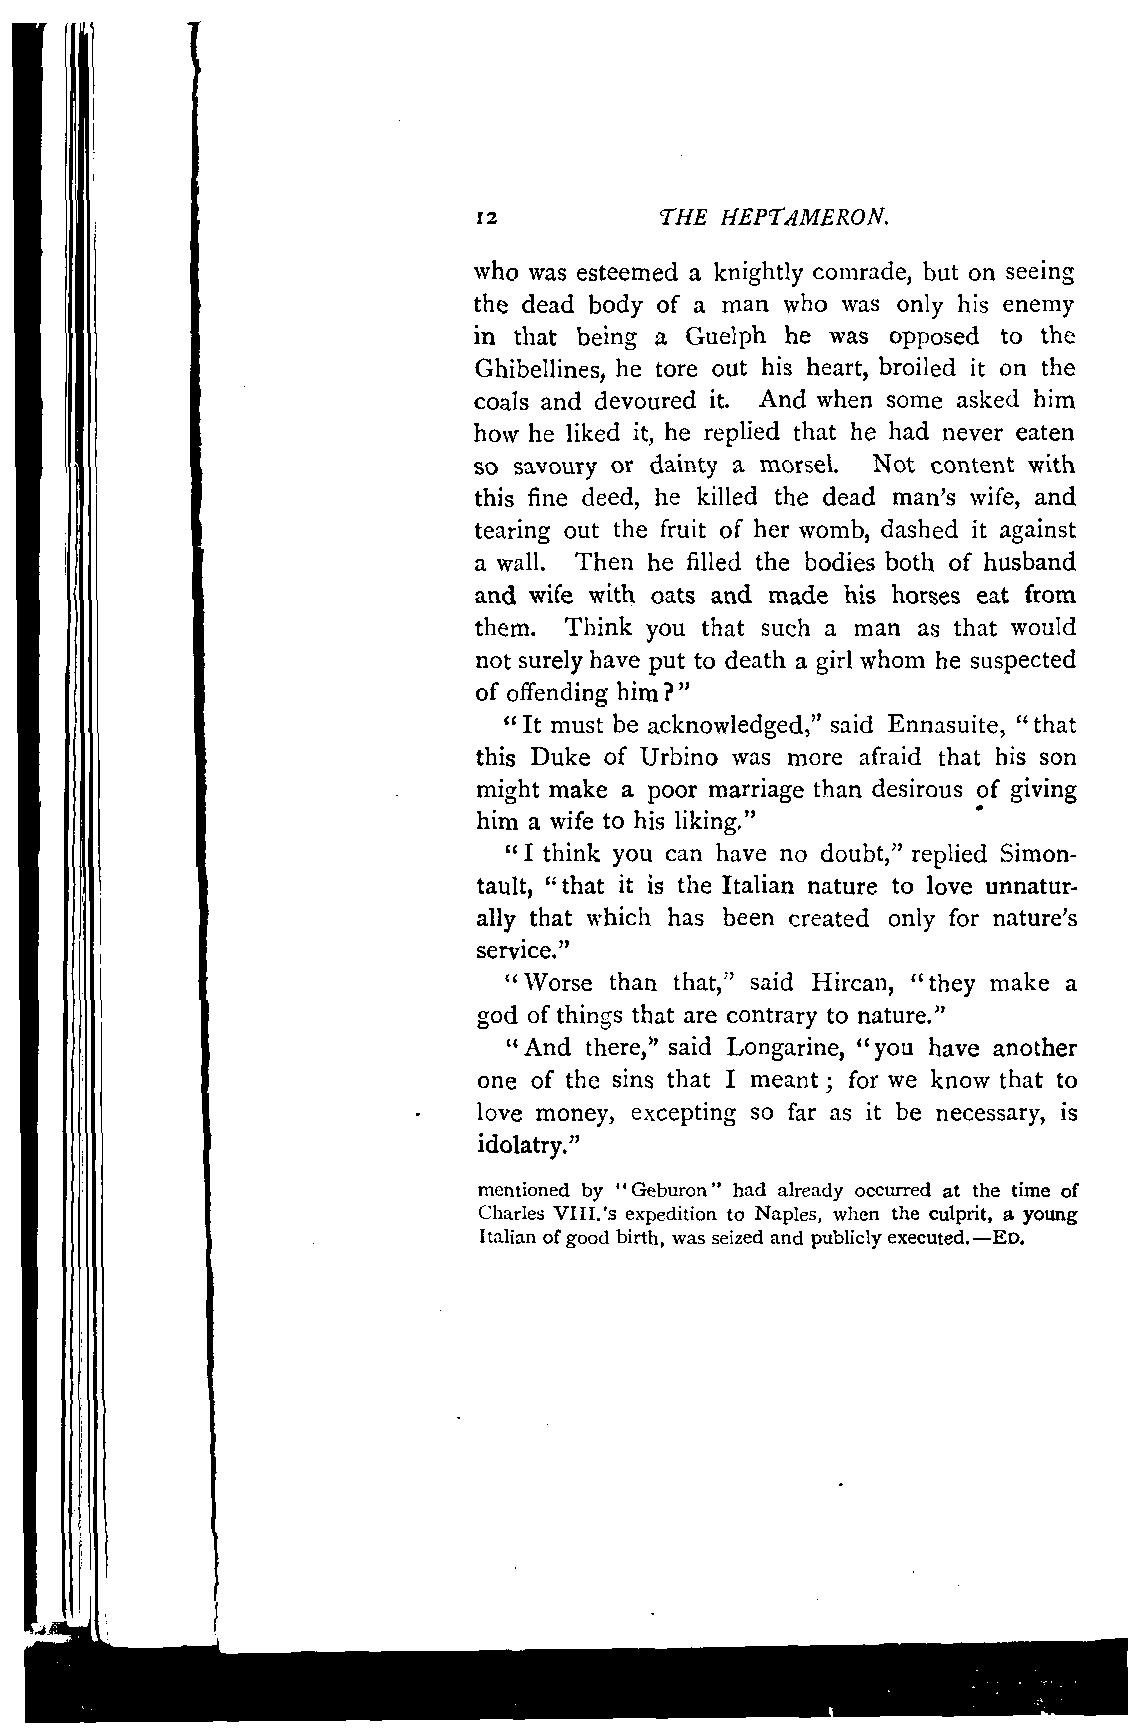 12 THE HEPTAMERON.
who was esteemed a knightly comrade, but on seeing
the dead body of a man who was only his enemy
in that being a Guelph he was opposed to the
Ghibellines, he tore out his heart, broiled it on the
coals and devoured it. And when some asked him
how he liked it, he replied that he had never eaten
so savoury or dainty a morsel. Not content with
this fine deed, he killed the dead man's wife, and
tearing out the fruit of her womb, dashed it against
a wall. Then he filled the bodies both of husband
and wife with oats and made his horses eat from
them. Think you that such a man as that would
not surely have put to death a girl whom he suspected
of offending him?"
"It must be acknowledged," said Ennasuite, "that
this Duke of Urbino was more afraid that his son
might make a poor marriage than desirous of giving
him a wife to his liking."
"I think you can have no doubt," replied Simon-
tault, "that it is the Italian nature to love unnatur-
ally that which has been created only for nature's
service."
"Worse than that," said Hircan, "they make a
god of things that are contrary to nature."
"And there," said Longarine, "you have another
one of the sins that I meant; for we know that to
love money, excepting so far as it be necessary, is
idolatry."
mentioned by "Geburon" had already occurred at the time of
Charles VIII.'s expedition to Naples, when the culprit, a young
Italian of good birth, was seized and publicly executed.—ED.